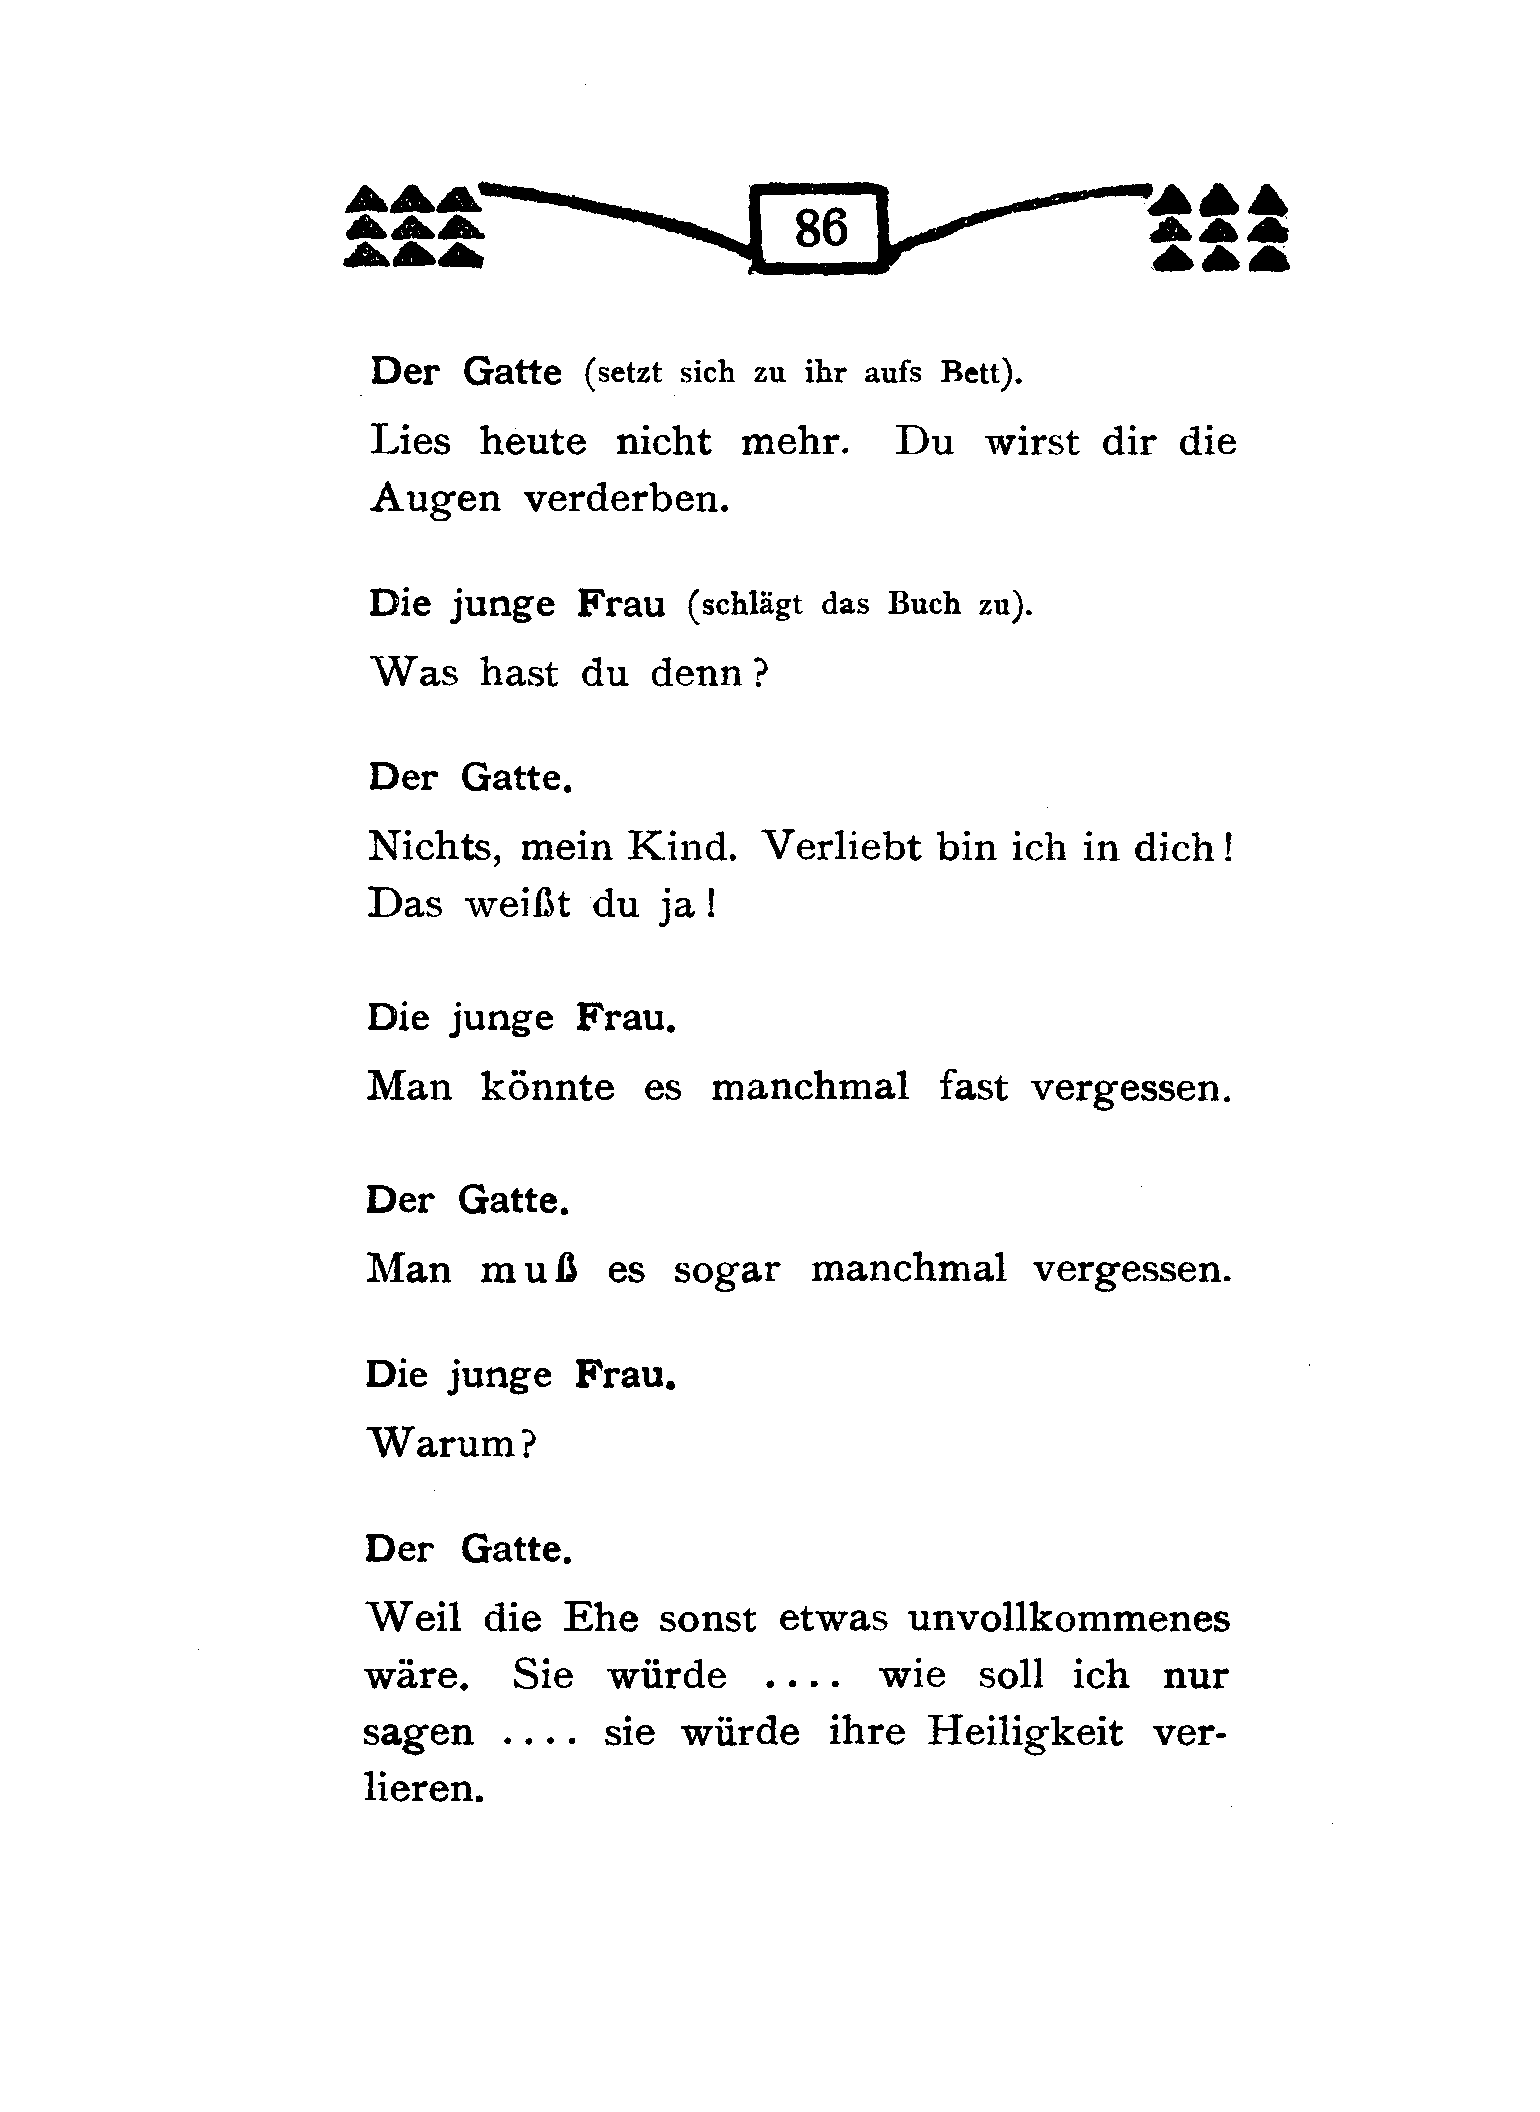 86
Der Gatte (setzt sich zu ihr aufs Bett).
Lies heute nicht mehr. Du wirst dir die
Augen verderben.
Die junge Frau (schlägt das Buch zu).
Was hast du denn?
Der Gatte.
Nichts, mein Kind. Verliebt bin ich in dich!
Das weißt du ja!
Die junge Frau.
Man könnte es manchmal fast vergessen.
Der Gatte.
Man muß es sogar manchmal vergessen.
Die junge Frau.
Warum?
Der Gatte.
Weil die Ehe sonst etwas unvollkommenes
wäre. Sie würde .... wie soll ich nur
sagen .... sie würde ihre Heiligkeit ver-
lieren.